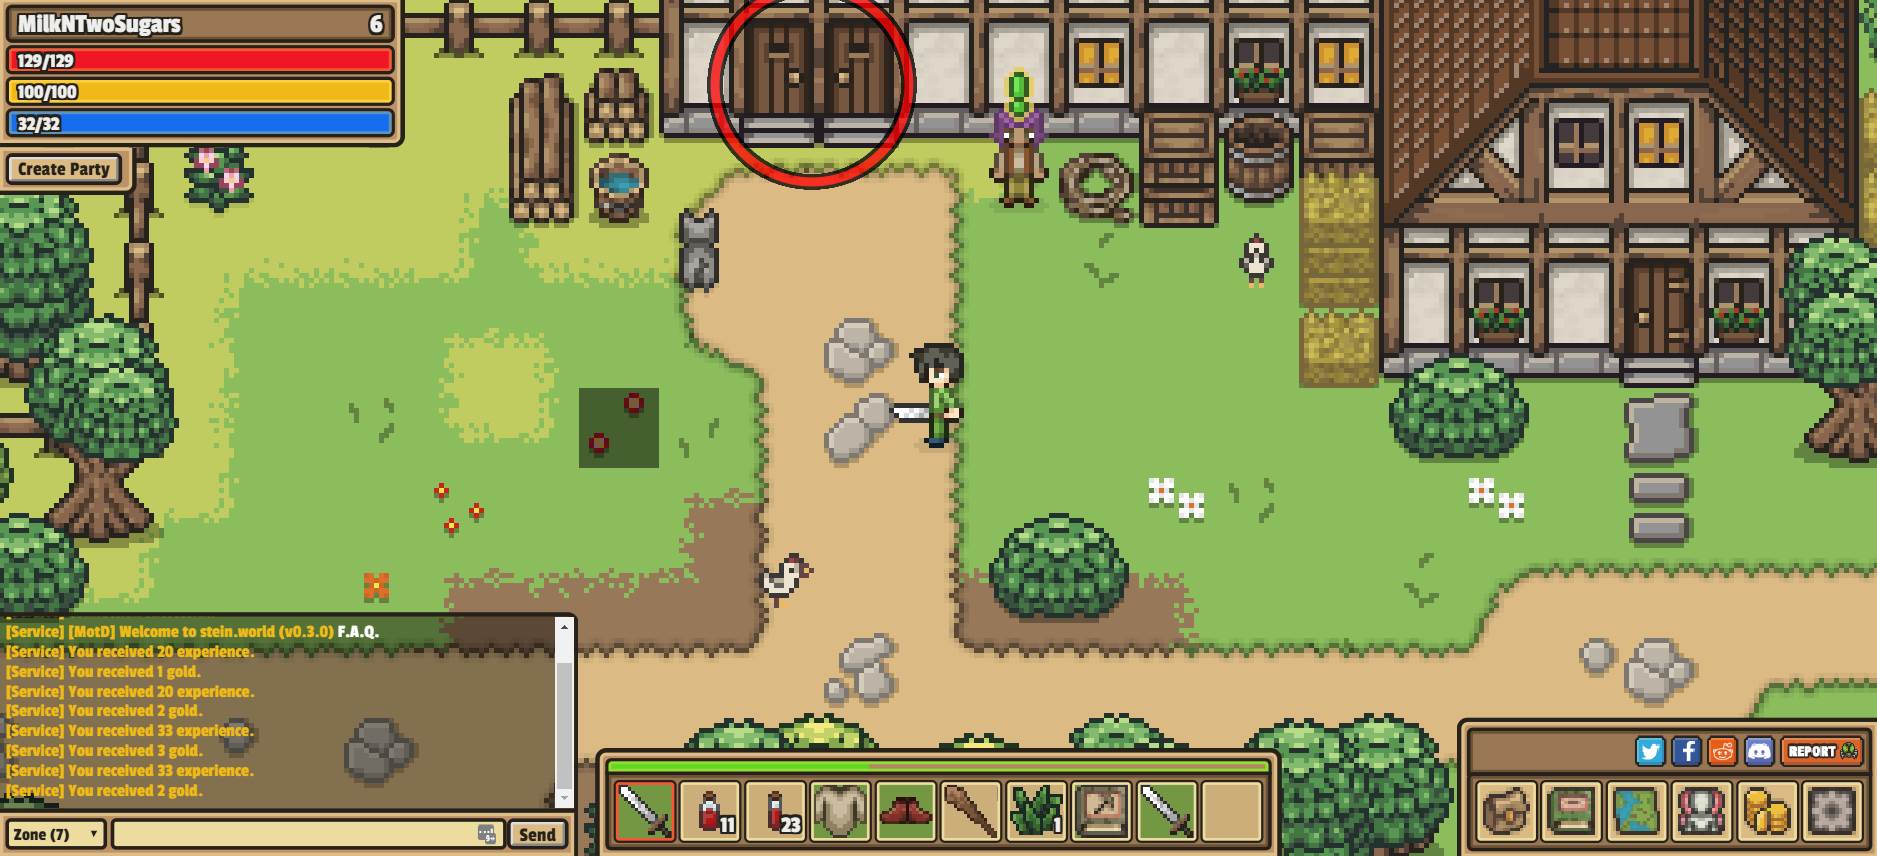 MilkNTwoSugars 6
129/129
100/100
32/32
Create Party
[Service] [MotD] Welcome to stein.world (v0.3.0) F.A.Q.
[Service] You received 20 experience.
[Service] You received 1 gold.
[Service] You received 20 experience.
[Service] You received 2 gold.
[Service] You received 33 experience.
[Service] You received 3 gold.
[Service] You received 33 experience.
[Service] You received 2 gold.
Zone (7)
Send
11
23
1
REPORT